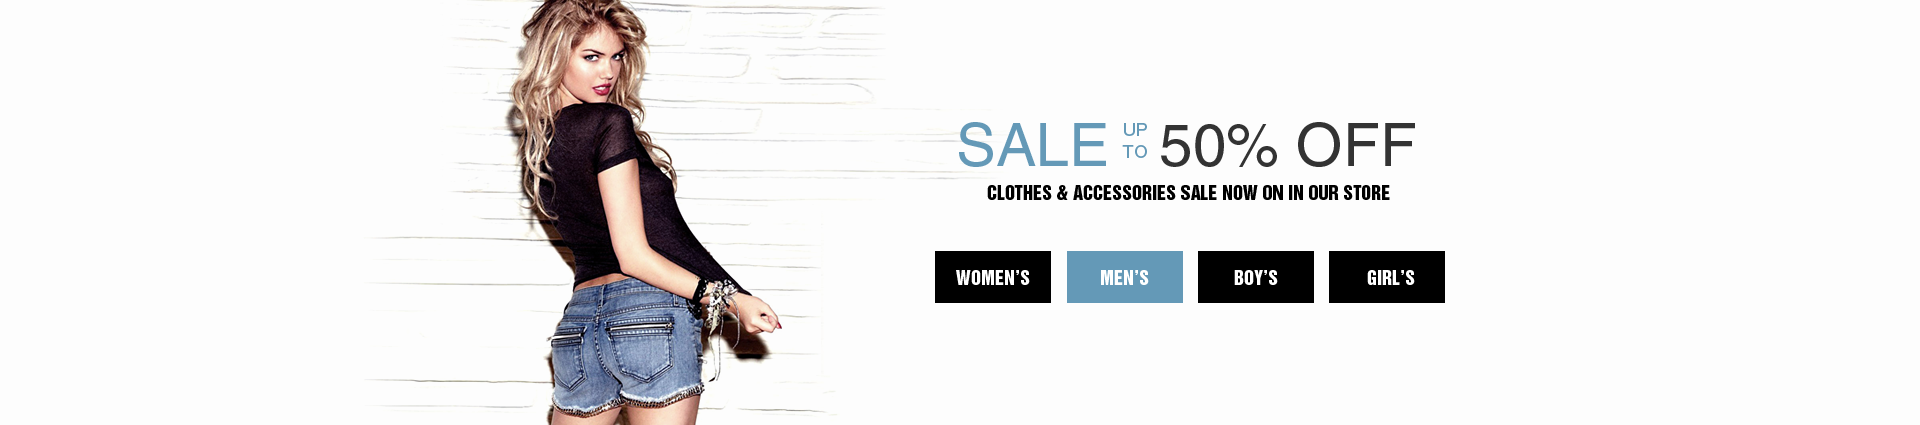 SALE UP TO 50% OFF
CLOTHES & ACCESSORIES SALE NOW ON IN OUR STORE
WOMEN'S MEN'S BOY'S GIRL'S